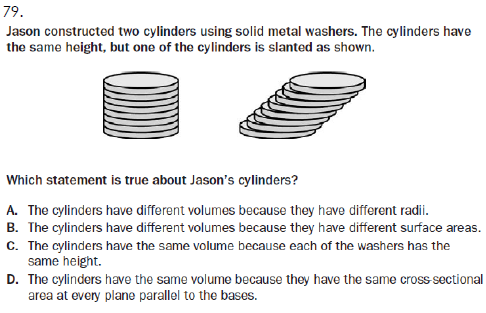 79.
Jason constructed two cylinders using solid metal washers. The cylinders have
the same height, but one of the cylinders is slanted as shown.
Which statement is true about Jason's cylinders?
A. The cylinders have different volumes because they have different radii.
B. The cylinders have different volumes because they have different surface areas.
C. The cylinders have the same volume because each of the washers has the
same height.
D. The cylinders have the same volume because they have the same cross-sectional
area at every plane parallel to the bases.